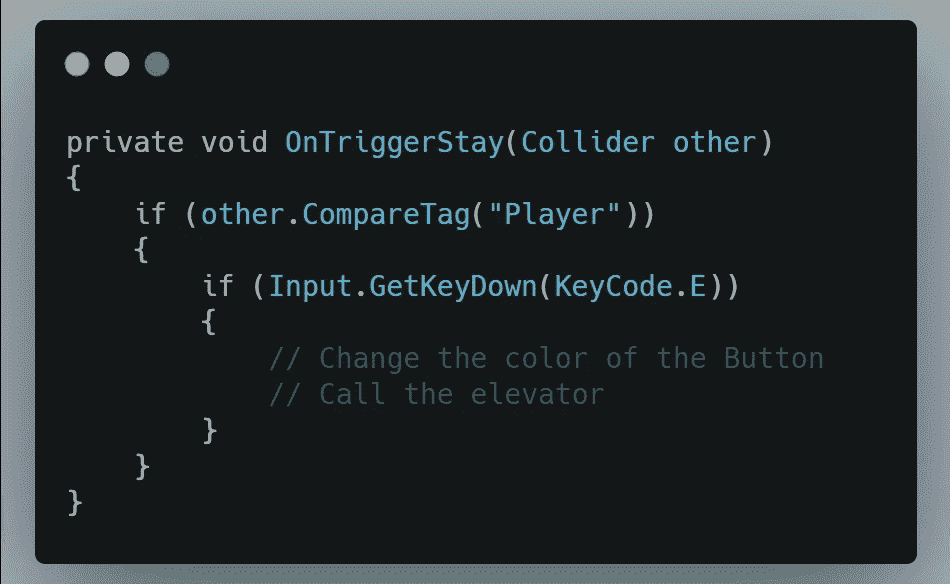 private void OnTriggerStay(Collider other)
{
    if (other.CompareTag("Player"))
    {
        if (Input.GetKeyDown(KeyCode.E))
        {
            // Change the color of the Button
            // Call the elevator
        }
    }
}